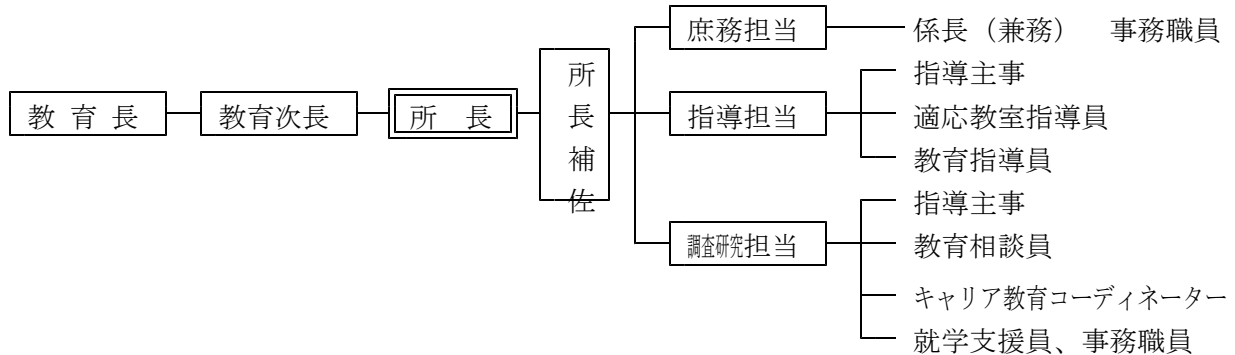 教 育 長
教育次長
所 長
所長補佐
庶務担当
係長（兼務） 事務職員
指導担当
指導主事
適応教室指導員
教育指導員
調査研究担当
指導主事
教育相談員
キャリア教育コーディネーター
就学支援員、事務職員